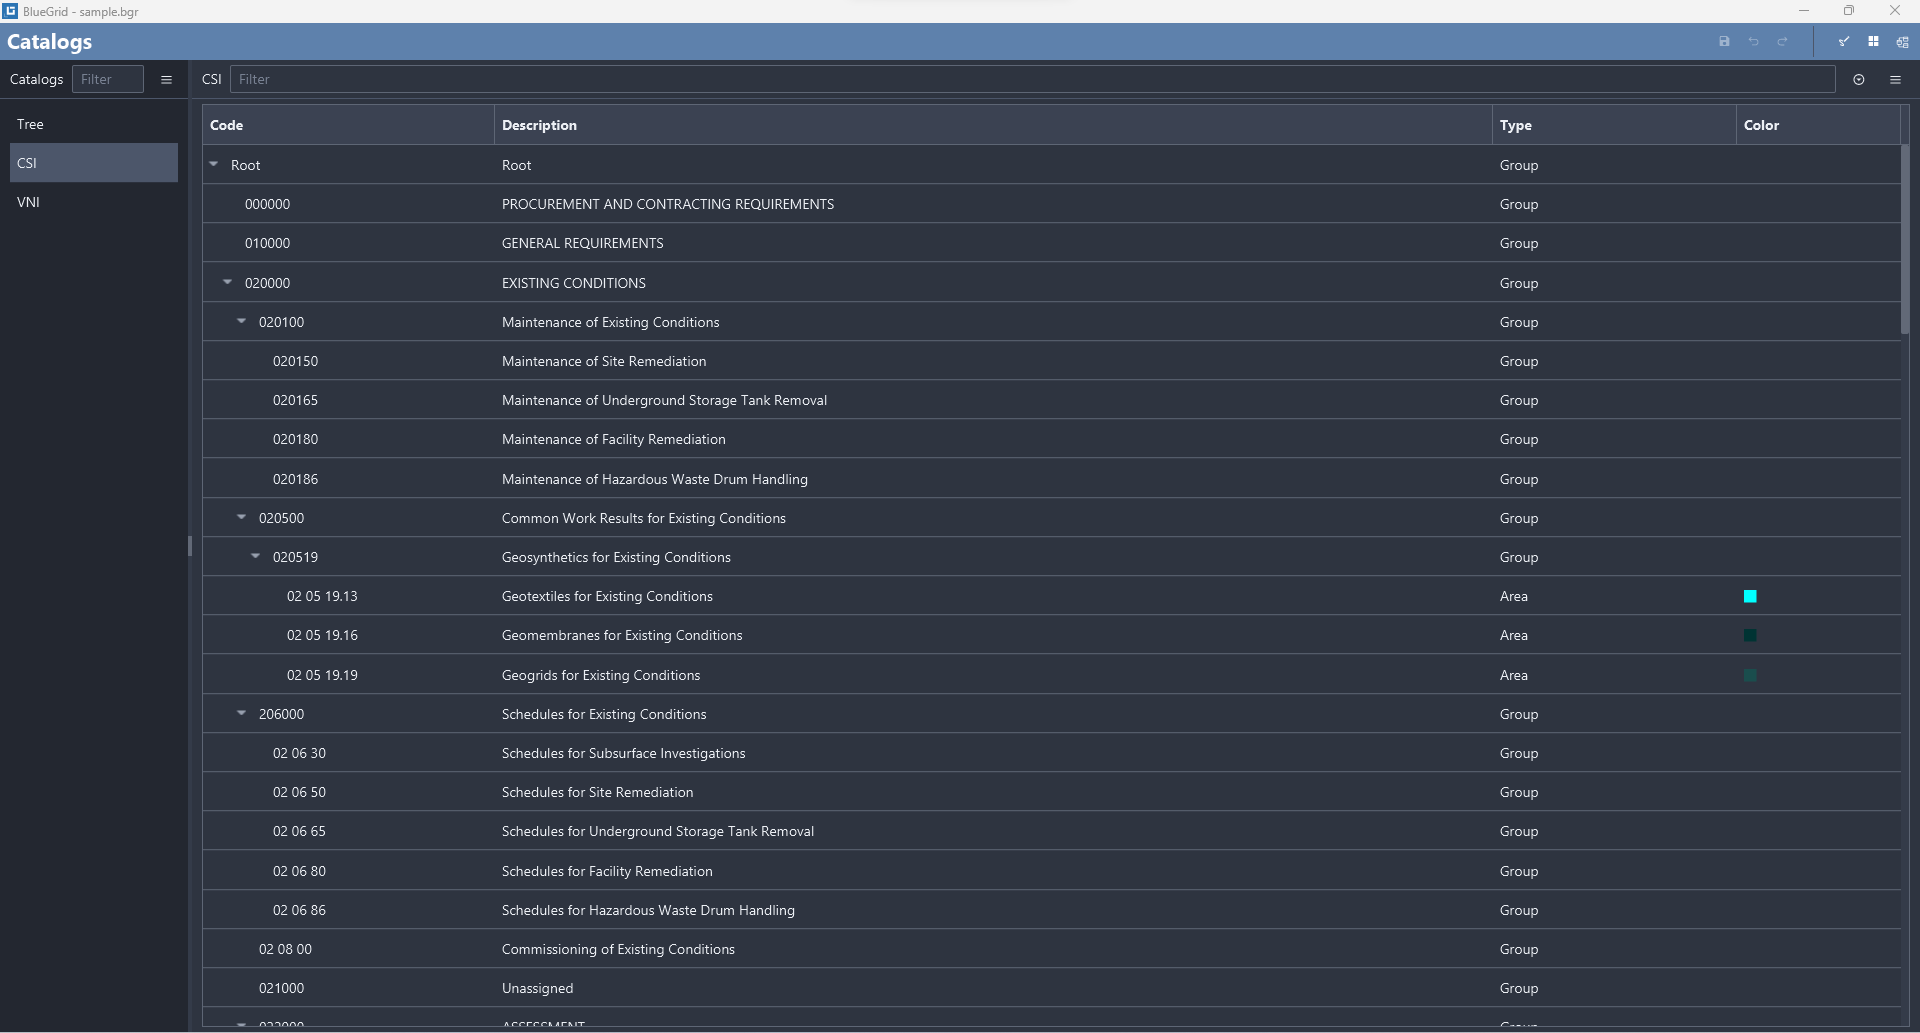 BlueGrid - sample.bgr
Catalogs
Catalogs Filter CSI Filter
Tree
CSI
VNI
Code Description Type Color
Root Root Group
000000 PROCUREMENT AND CONTRACTING REQUIREMENTS Group
010000 GENERAL REQUIREMENTS Group
020000 EXISTING CONDITIONS Group
020100 Maintenance of Existing Conditions Group
020150 Maintenance of Site Remediation Group
020165 Maintenance of Underground Storage Tank Removal Group
020180 Maintenance of Facility Remediation Group
020186 Maintenance of Hazardous Waste Drum Handling Group
020500 Common Work Results for Existing Conditions Group
020519 Geosynthetics for Existing Conditions Group
02 05 19.13 Geotextiles for Existing Conditions Area
02 05 19.16 Geomembranes for Existing Conditions Area
02 05 19.19 Geogrids for Existing Conditions Area
206000 Schedules for Existing Conditions Group
02 06 30 Schedules for Subsurface Investigations Group
02 06 50 Schedules for Site Remediation Group
02 06 65 Schedules for Underground Storage Tank Removal Group
02 06 80 Schedules for Facility Remediation Group
02 06 86 Schedules for Hazardous Waste Drum Handling Group
02 08 00 Commissioning of Existing Conditions Group
021000 Unassigned Group
ASSESSMENT Group